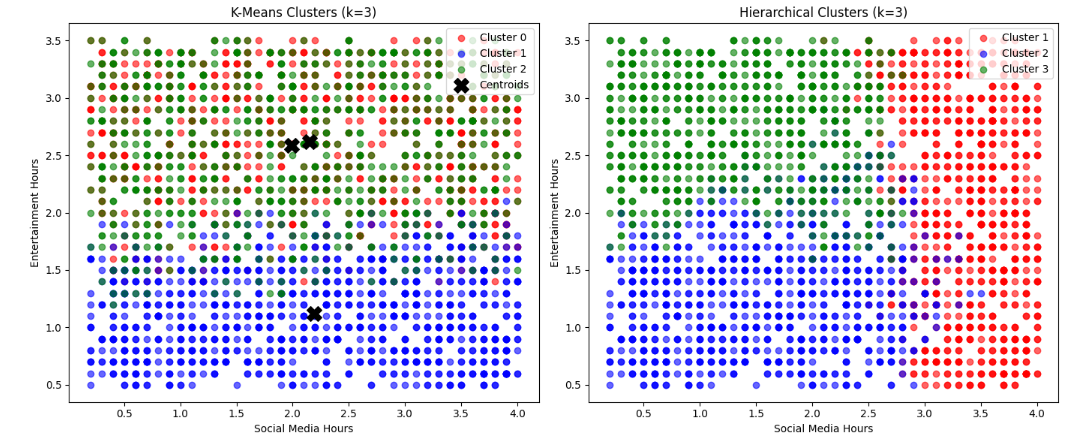 K-Means Clusters (k=3)
Cluster 0
Cluster 1
Cluster 2
Centroids
3.5
3.0
2.5
2.0
1.5
1.0
0.5
Entertainment Hours
0.5 1.0 1.5 2.0 2.5 3.0 3.5 4.0
Social Media Hours
Hierarchical Clusters (k=3)
Cluster 1
Cluster 2
Cluster 3
3.5
3.0
2.5
2.0
1.5
1.0
0.5
Entertainment Hours
0.5 1.0 1.5 2.0 2.5 3.0 3.5 4.0
Social Media Hours